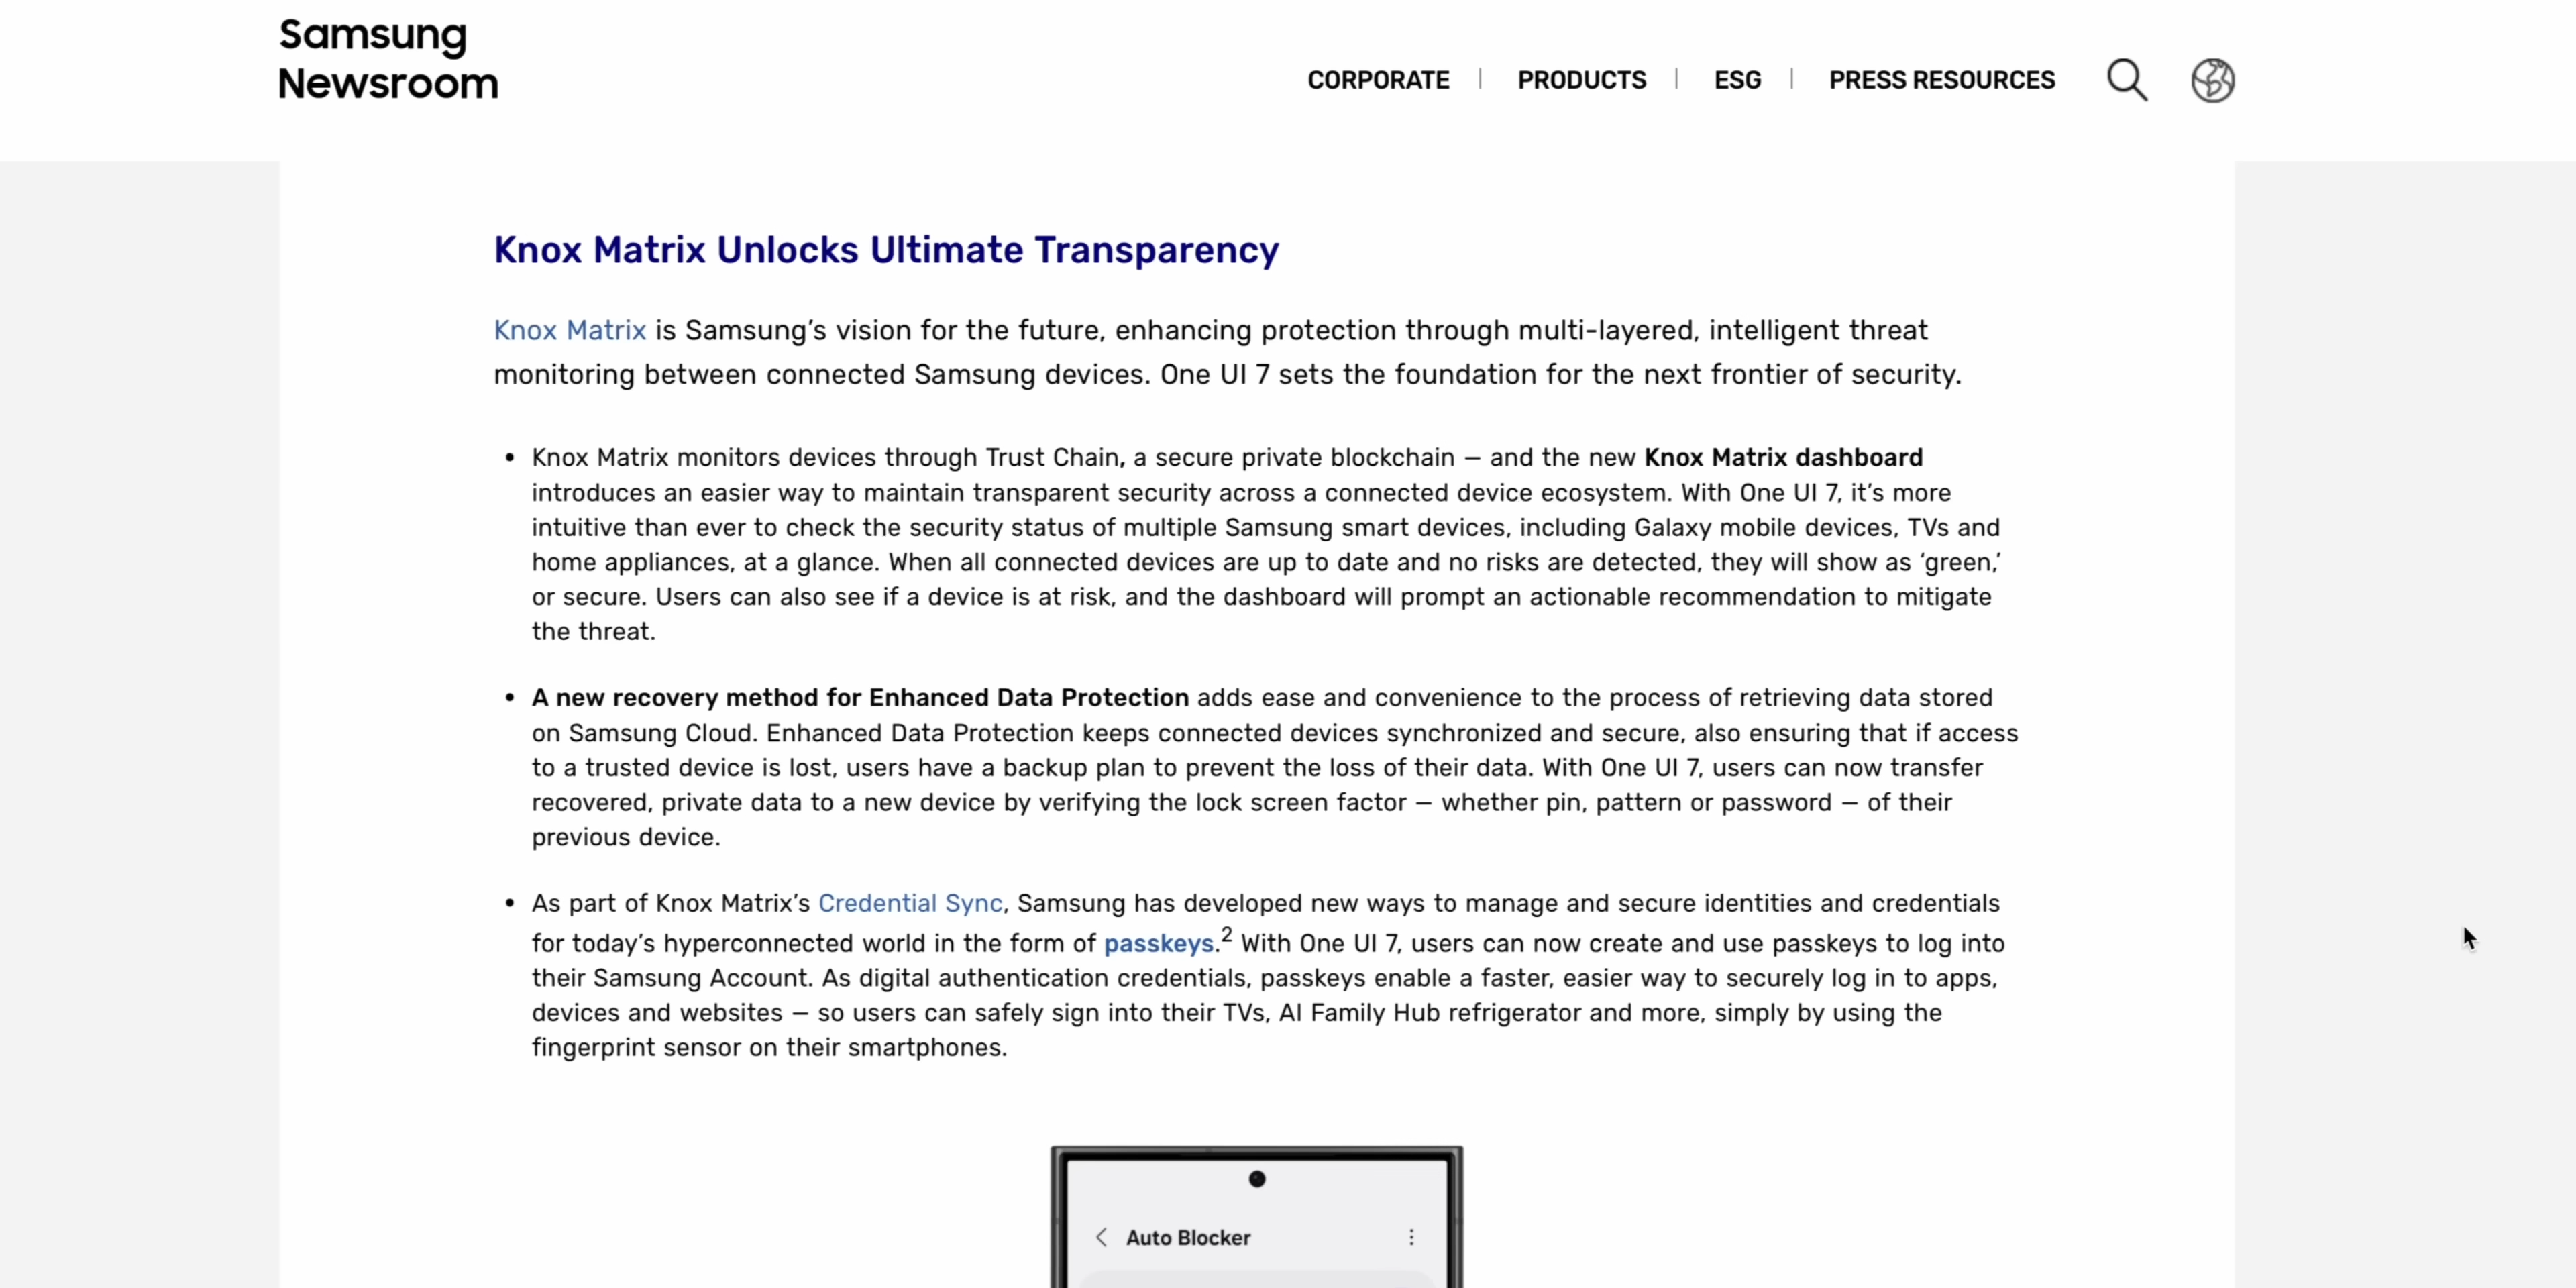 Samsung
Newsroom
CORPORATE
PRODUCTS
ESG
PRESS RESOURCES
Knox Matrix Unlocks Ultimate Transparency
Knox Matrix is Samsung’s vision for the future, enhancing protection through multi-layered, intelligent threat
monitoring between connected Samsung devices. One UI 7 sets the foundation for the next frontier of security.
• Knox Matrix monitors devices through Trust Chain, a secure private blockchain – and the new Knox Matrix dashboard
introduces an easier way to maintain transparent security across a connected device ecosystem. With One UI 7, it’s more
intuitive than ever to check the security status of multiple Samsung smart devices, including Galaxy mobile devices, TVs and
home appliances, at a glance. When all connected devices are up to date and no risks are detected, they will show as ‘green,’
or secure. Users can also see if a device is at risk, and the dashboard will prompt an actionable recommendation to mitigate
the threat.
• A new recovery method for Enhanced Data Protection adds ease and convenience to the process of retrieving data stored
on Samsung Cloud. Enhanced Data Protection keeps connected devices synchronized and secure, also ensuring that if access
to a trusted device is lost, users have a backup plan to prevent the loss of their data. With One UI 7, users can now transfer
recovered, private data to a new device by verifying the lock screen factor – whether pin, pattern or password – of their
previous device.
• As part of Knox Matrix’s Credential Sync, Samsung has developed new ways to manage and secure identities and credentials
for today’s hyperconnected world in the form of passkeys.2 With One UI 7, users can now create and use passkeys to log into
their Samsung Account. As digital authentication credentials, passkeys enable a faster, easier way to securely log in to apps,
devices and websites – so users can safely sign into their TVs, AI Family Hub refrigerator and more, simply by using the
fingerprint sensor on their smartphones.
Auto Blocker